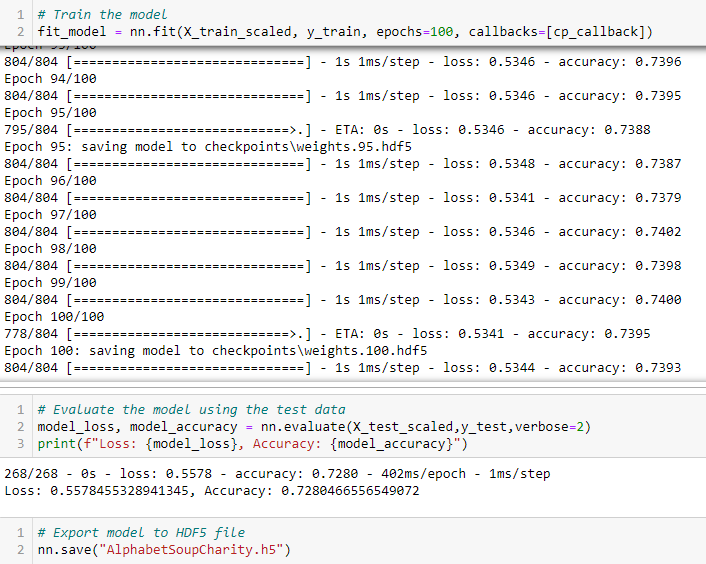 1 # Train the model
2 fit_model = nn.fit(X_train_scaled, y_train, epochs=100, callbacks=[cp_callback])
Epoch 93/100
804/804 [==============================] - 1s 1ms/step - loss: 0.5346 - accuracy: 0.7396
Epoch 94/100
804/804 [==============================] - 1s 1ms/step - loss: 0.5346 - accuracy: 0.7395
Epoch 95/100
795/804 [============================>.] - ETA: 0s - loss: 0.5346 - accuracy: 0.7388
Epoch 95: saving model to checkpoints\weights.95.hdf5
804/804 [==============================] - 1s 1ms/step - loss: 0.5348 - accuracy: 0.7387
Epoch 96/100
804/804 [==============================] - 1s 1ms/step - loss: 0.5341 - accuracy: 0.7379
Epoch 97/100
804/804 [==============================] - 1s 1ms/step - loss: 0.5346 - accuracy: 0.7402
Epoch 98/100
804/804 [==============================] - 1s 1ms/step - loss: 0.5349 - accuracy: 0.7398
Epoch 99/100
804/804 [==============================] - 1s 1ms/step - loss: 0.5343 - accuracy: 0.7400
Epoch 100/100
778/804 [============================>.] - ETA: 0s - loss: 0.5341 - accuracy: 0.7395
Epoch 100: saving model to checkpoints\weights.100.hdf5
804/804 [==============================] - 1s 1ms/step - loss: 0.5344 - accuracy: 0.7393
1 # Evaluate the model using the test data
2 model_loss, model_accuracy = nn.evaluate(X_test_scaled,y_test,verbose=2)
3 print(f"Loss: {model_loss}, Accuracy: {model_accuracy}")
268/268 - 0s - loss: 0.5578 - accuracy: 0.7280 - 402ms/epoch - 1ms/step
Loss: 0.5578455328941345, Accuracy: 0.7280466556549072
1 # Export model to HDF5 file
2 nn.save("AlphabetSoupCharity.h5")